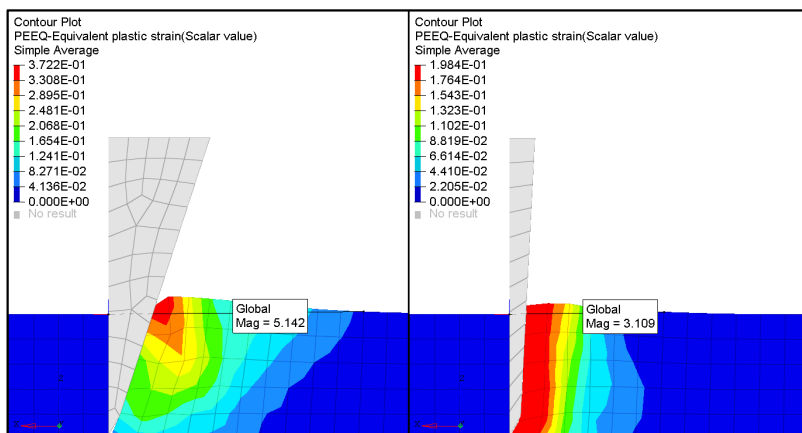 Contour Plot
PEEQ-Equivalent plastic strain(Scalar value)
Simple Average
3.722E-01
3.308E-01
2.895E-01
2.481E-01
2.068E-01
1.654E-01
1.241E-01
8.271E-02
4.136E-02
0.000E+00
No result
Global
Mag = 5.142
Contour Plot
PEEQ-Equivalent plastic strain(Scalar value)
Simple Average
1.984E-01
1.764E-01
1.543E-01
1.323E-01
1.102E-01
8.819E-02
6.614E-02
4.410E-02
2.205E-02
0.000E+00
No result
Global
Mag = 3.109